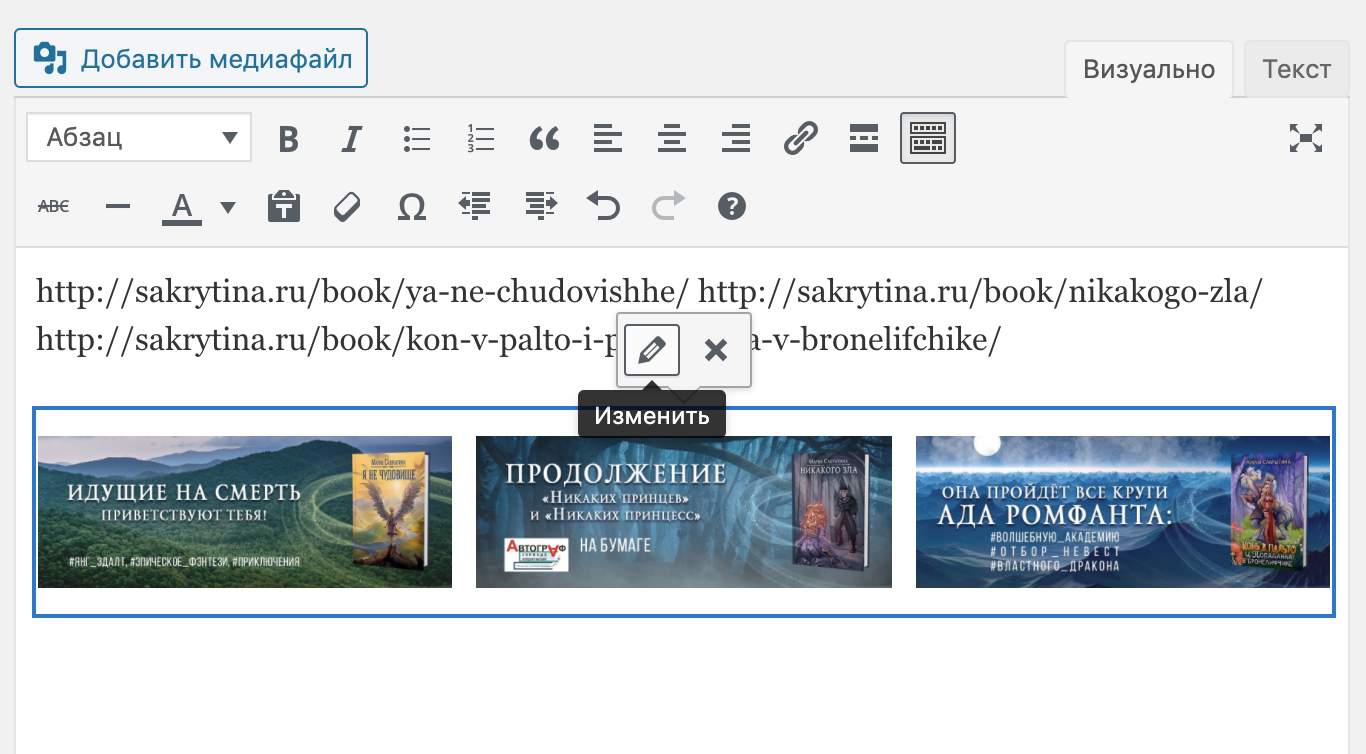 Добавить медиафайл
Визуально
Текст
Абзац
B
I
ABC
A
Ω
http://sakrytina.ru/book/ya-ne-chudovishhe/ http://sakrytina.ru/book/nikakogo-zla/
http://sakrytina.ru/book/kon-v-palto-i-p a-v-bronelifchike/
Изменить
ИДУЩИЕ НА СМЕРТЬ
ПРИВЕТСТВУЮТ ТЕБЯ!
#ЯНГ_ЭДАЛТ, #ЭПИЧЕСКОЕ_ФЭНТЕЗИ, #ПРИКЛЮЧЕНИЯ
Мария Сакрытина
Я НЕ ЧУДОВИЩЕ
ПРОДОЛЖЕНИЕ
«Никаких принцев»
и «Никаких принцесс»
АВТОГРАФ
НА БУМАГЕ
Мария Сакрытина
НИКАКОГО ЗЛА
ОНА ПРОЙДЁТ ВСЕ КРУГИ
АДА РОМФАНТА:
#ВОЛШЕБНУЮ_АКАДЕМИЮ
#ОТБОР_НЕВЕСТ
#ВЛАСТНОГО_ДРАКОНА
МАРИЯ САКРЫТИНА
КОНЬ В ПАЛЬТО
В БРОНЕЛИФЧИКЕ